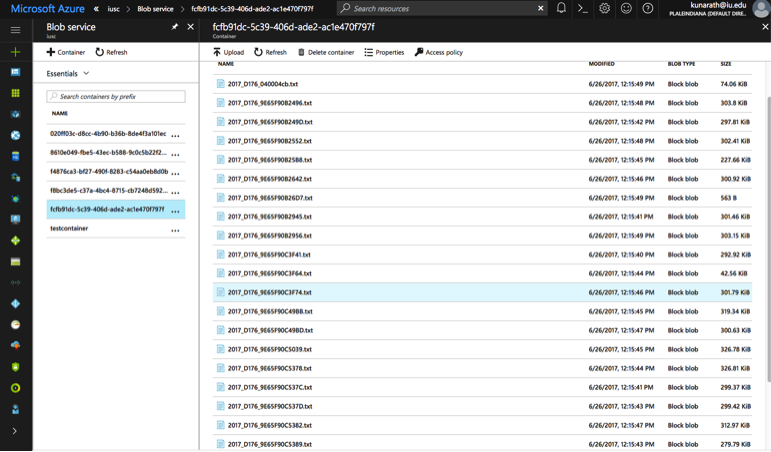 Microsoft Azure « iusc > Blob service > fcfb91dc-5c39-406d-ade2-ac1e470f797f
Search resources
kunarath@iu.edu
PLALEINDIANA (DEFAULT DIRE...
Blob service
iusc
+ Container Refresh
Essentials
Search containers by prefix
NAME
020ff03c-d8cc-4b90-b36b-8de4f3a101ec ...
8610e049-fbe5-43ec-b588-9c0c5b22f2... ...
f4876ca3-bf27-490f-8283-c54aa0eb8d0b ...
f8bc3de5-c37a-4bc4-8715-cb7248d592... ...
fcfb91dc-5c39-406d-ade2-ac1e470f797f ...
testcontainer ...
fcfb91dc-5c39-406d-ade2-ac1e470f797f
Container
Upload Refresh Delete container Properties Access policy
NAME MODIFIED BLOB TYPE SIZE
2017_D176_040004cb.txt 6/26/2017, 12:15:49 PM Block blob 74.06 KiB
2017_D176_9E65F90B2496.txt 6/26/2017, 12:15:48 PM Block blob 303.8 KiB
2017_D176_9E65F90B249D.txt 6/26/2017, 12:15:42 PM Block blob 297.81 KiB
2017_D176_9E65F90B2552.txt 6/26/2017, 12:15:48 PM Block blob 302.41 KiB
2017_D176_9E65F90B25B8.txt 6/26/2017, 12:15:45 PM Block blob 227.66 KiB
2017_D176_9E65F90B2642.txt 6/26/2017, 12:15:46 PM Block blob 300.92 KiB
2017_D176_9E65F90B26D7.txt 6/26/2017, 12:15:49 PM Block blob 563 B
2017_D176_9E65F90B2945.txt 6/26/2017, 12:15:41 PM Block blob 301.46 KiB
2017_D176_9E65F90B2956.txt 6/26/2017, 12:15:49 PM Block blob 303.15 KiB
2017_D176_9E65F90C3F41.txt 6/26/2017, 12:15:40 PM Block blob 292.92 KiB
2017_D176_9E65F90C3F64.txt 6/26/2017, 12:15:44 PM Block blob 42.56 KiB
2017_D176_9E65F90C3F74.txt 6/26/2017, 12:15:46 PM Block blob 301.79 KiB
2017_D176_9E65F90C49BB.txt 6/26/2017, 12:15:45 PM Block blob 319.34 KiB
2017_D176_9E65F90C49BD.txt 6/26/2017, 12:15:47 PM Block blob 300.63 KiB
2017_D176_9E65F90C5039.txt 6/26/2017, 12:15:45 PM Block blob 326.78 KiB
2017_D176_9E65F90C5378.txt 6/26/2017, 12:15:44 PM Block blob 326.81 KiB
2017_D176_9E65F90C537C.txt 6/26/2017, 12:15:41 PM Block blob 299.37 KiB
2017_D176_9E65F90C537D.txt 6/26/2017, 12:15:43 PM Block blob 299.42 KiB
2017_D176_9E65F90C5382.txt 6/26/2017, 12:15:47 PM Block blob 312.97 KiB
2017_D176_9E65F90C5389.txt 6/26/2017, 12:15:43 PM Block blob 279.79 KiB